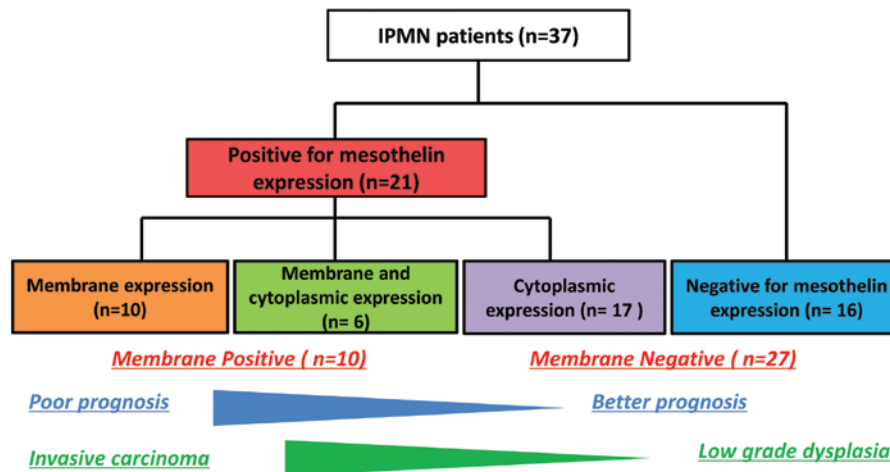 IPMN patients (n=37)
Positive for mesothelin
expression (n=21)
Membrane expression
(n=10)
Membrane and
cytoplasmic expression
(n= 6)
Cytoplasmic
expression (n= 17 )
Negative for mesothelin
expression (n= 16)
Membrane Positive ( n=10)
Membrane Negative ( n=27)
Poor prognosis
Better prognosis
Invasive carcinoma
Low grade dysplasia